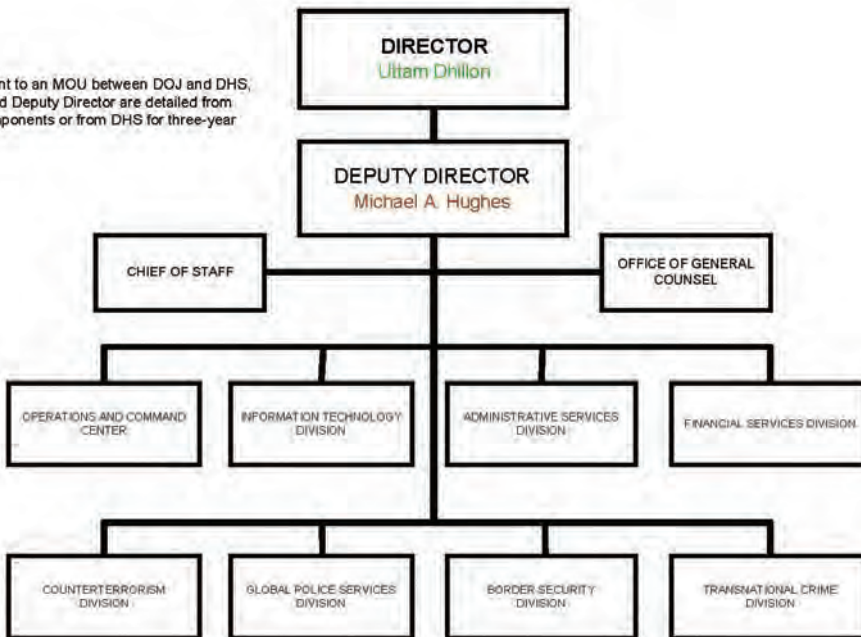 DIRECTOR
Uttam Dhillon
nt to an MOU between DOJ and DHS,
d Deputy Director are detailed from
ponents or from DHS for three-year
DEPUTY DIRECTOR
Michael A. Hughes
CHIEF OF STAFF
OFFICE OF GENERAL
COUNSEL
OPERATIONS AND COMMAND
CENTER
INFORMATION TECHNOLOGY
DIVISION
ADMINISTRATIVE SERVICES
DIVISION
FINANCIAL SERVICES DIVISION
COUNTERTERRORISM
DIVISION
GLOBAL POLICE SERVICES
DIVISION
BORDER SECURITY
DIVISION
TRANSNATIONAL CRIME
DIVISION